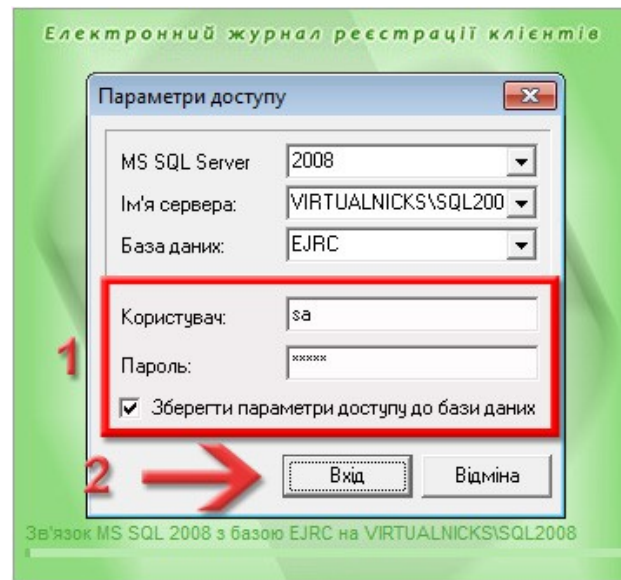 Електронний журнал реєстрації клієнтів
Параметри доступу
MS SQL Server 2008
Ім'я сервера: VIRTUALNICKS\SQL200
База даних: EJRC
1
Користувач: sa
Пароль: *****
Зберегти параметри доступу до бази даних
2
Вхід Відміна
Зв'язок MS SQL 2008 з базою EJRC на VIRTUALNICKS\SQL2008